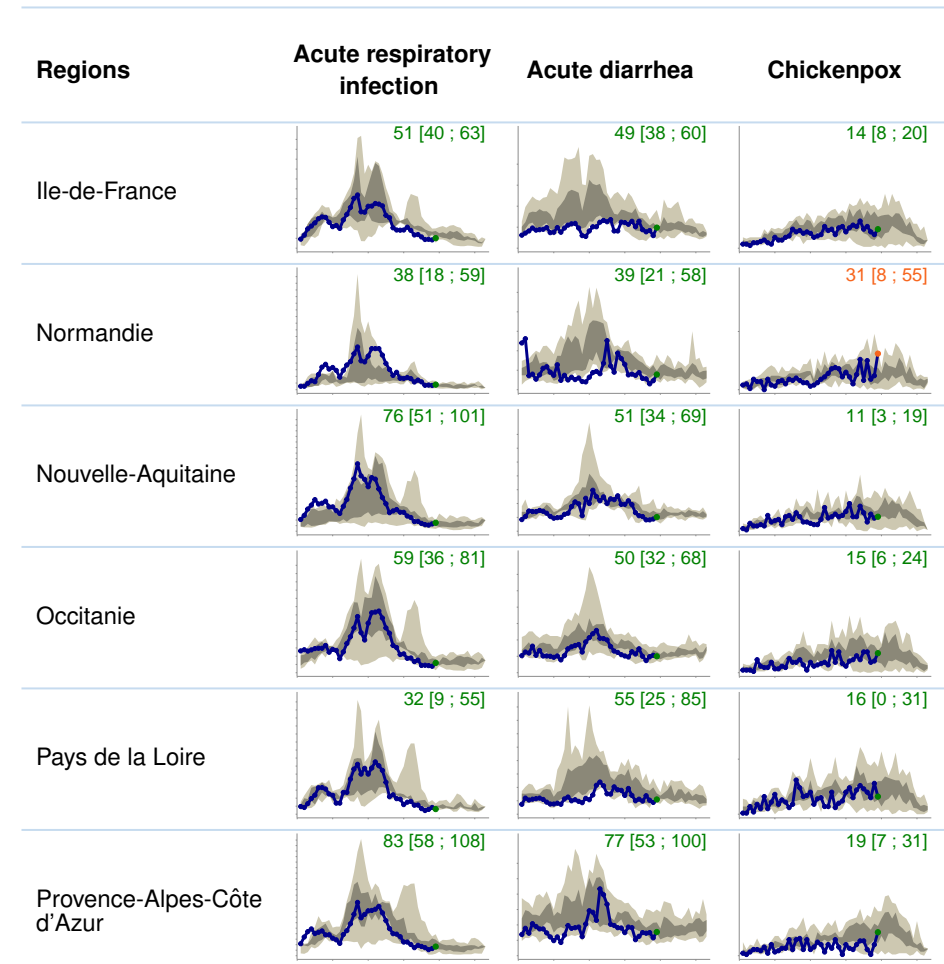 Regions
Acute respiratory
infection
Acute diarrhea
Chickenpox
Ile-de-France
51 [40 ; 63]
49 [38 ; 60]
14 [8 ; 20]
Normandie
38 [18 ; 59]
39 [21 ; 58]
31 [8 ; 55]
Nouvelle-Aquitaine
76 [51 ; 101]
51 [34 ; 69]
11 [3 ; 19]
Occitanie
59 [36 ; 81]
50 [32 ; 68]
15 [6 ; 24]
Pays de la Loire
32 [9 ; 55]
55 [25 ; 85]
16 [0 ; 31]
Provence-Alpes-Côte
d'Azur
83 [58 ; 108]
77 [53 ; 100]
19 [7 ; 31]